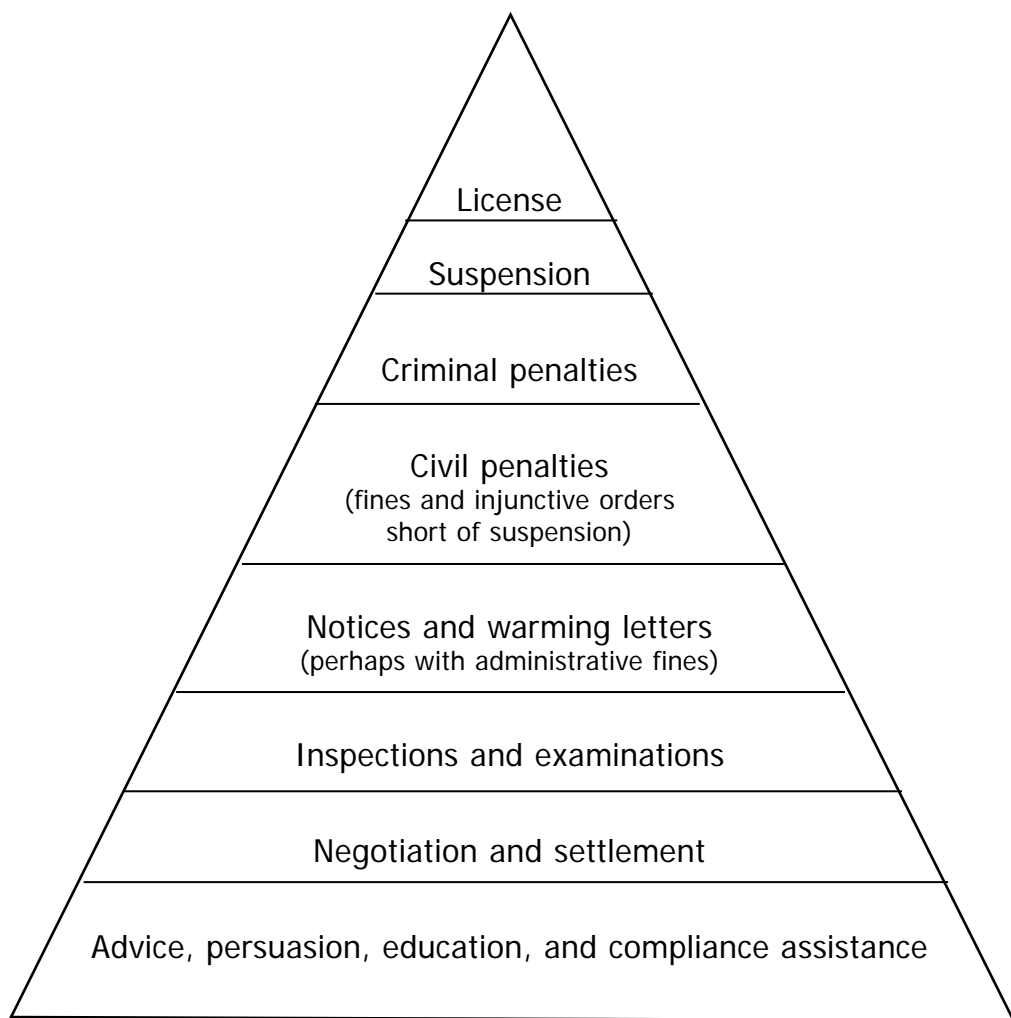 License
Suspension
Criminal penalties
Civil penalties
(fines and injunctive orders
short of suspension)
Notices and warming letters
(perhaps with administrative fines)
Inspections and examinations
Negotiation and settlement
Advice, persuasion, education, and compliance assistance